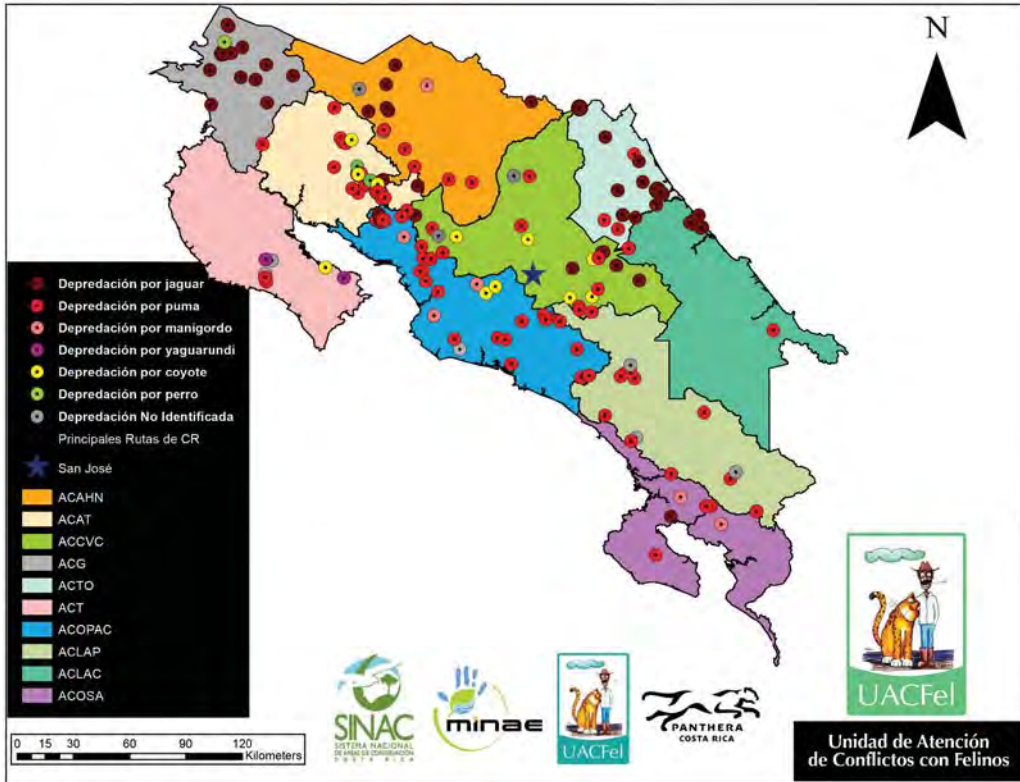 N
Depredación por jaguar
Depredación por puma
Depredación por manigordo
Depredación por yaguarundi
Depredación por coyote
Depredación por perro
Depredación No Identificada
Principales Rutas de CR
San José
ACAHN
ACAT
ACCVC
ACG
ACTO
ACT
ACOPAC
ACLAP
ACLAC
ACOSA
0 15 30 60 90 120
Kilometers
SINAC
SISTEMA NACIONAL
DE AREAS DE CONSERVACIÓN
COSTA RICA
minae
UACFel
PANTHERA
COSTA RICA
UACFel
Unidad de Atención
de Conflictos con Felinos